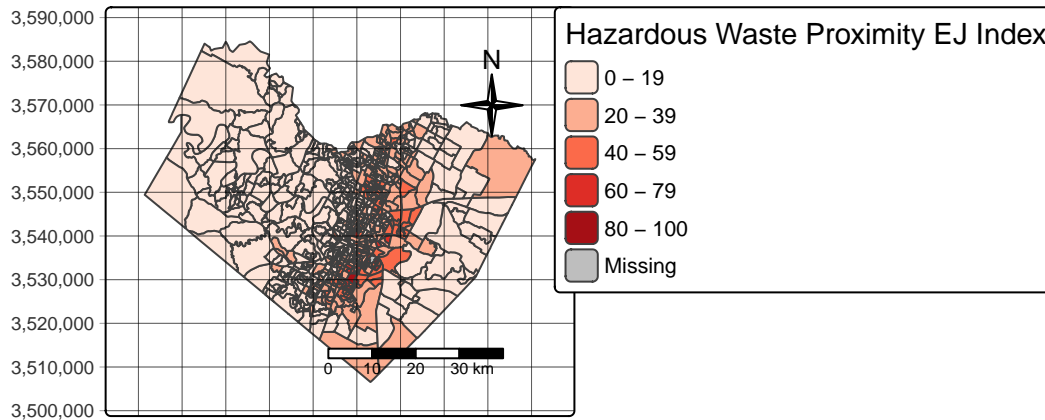 3,590,000
3,580,000
3,570,000
3,560,000
3,550,000
3,540,000
3,530,000
3,520,000
3,510,000
3,500,000
N
0 10 20 30 km
Hazardous Waste Proximity EJ Index
0 – 19
20 – 39
40 – 59
60 – 79
80 – 100
Missing